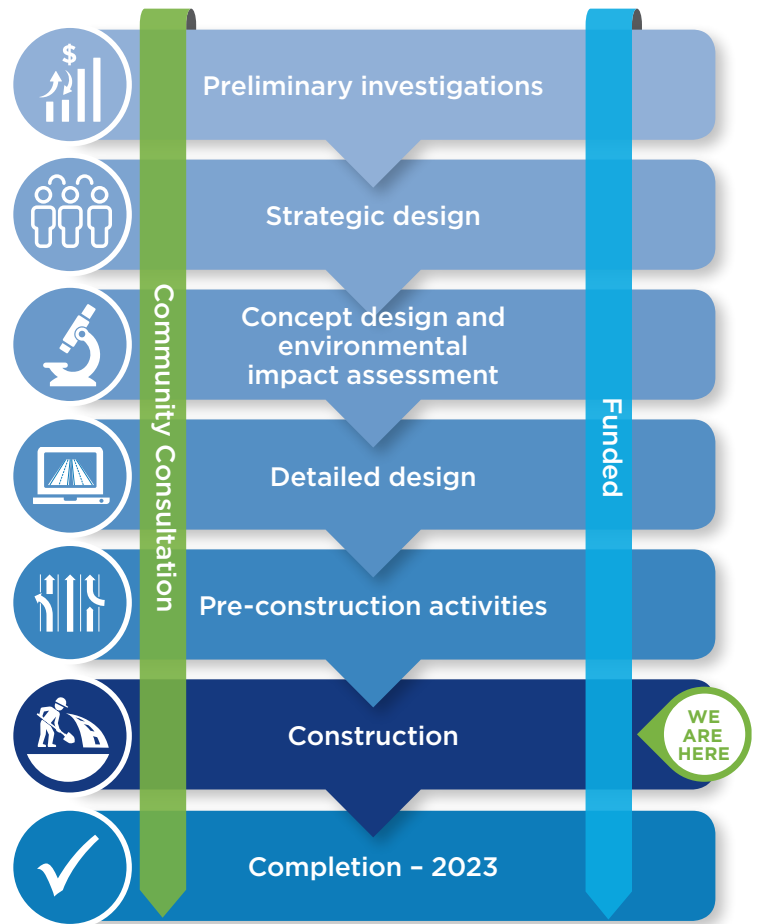 $
Preliminary investigations
Strategic design
Concept design and
environmental
impact assessment
Detailed design
Pre-construction activities
Construction
WE
ARE
HERE
Completion – 2023
Community Consultation
Funded